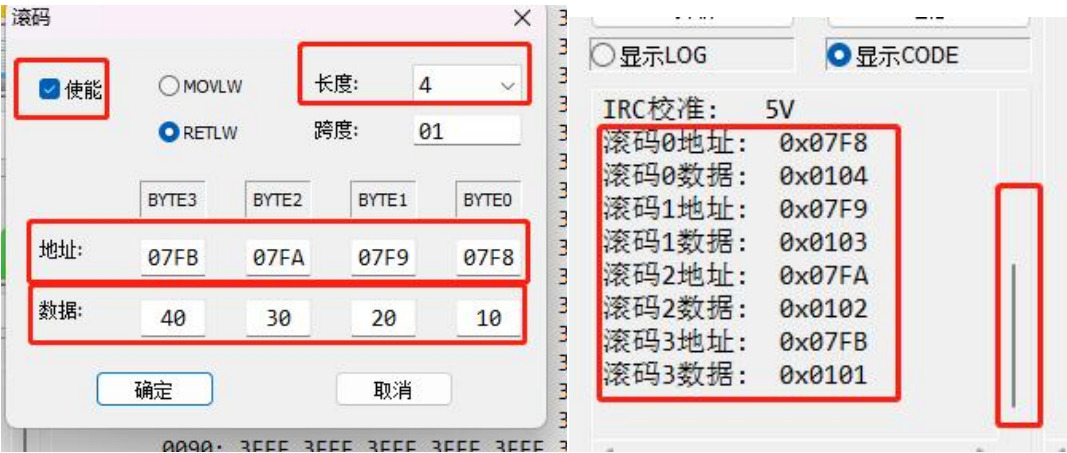 滚码
使能
MOVLW
长度:
4
RETLW
跨度:
01
BYTE3
BYTE2
BYTE1
BYTE0
地址:
07FB
07FA
07F9
07F8
数据:
40
30
20
10
确定
取消
0090: 3FFF 3FFF 3FFF 3FFF 3FFF 3
显示LOG
显示CODE
IRC校准: 5V
滚码0地址: 0x07F8
滚码0数据: 0x0104
滚码1地址: 0x07F9
滚码1数据: 0x0103
滚码2地址: 0x07FA
滚码2数据: 0x0102
滚码3地址: 0x07FB
滚码3数据: 0x0101